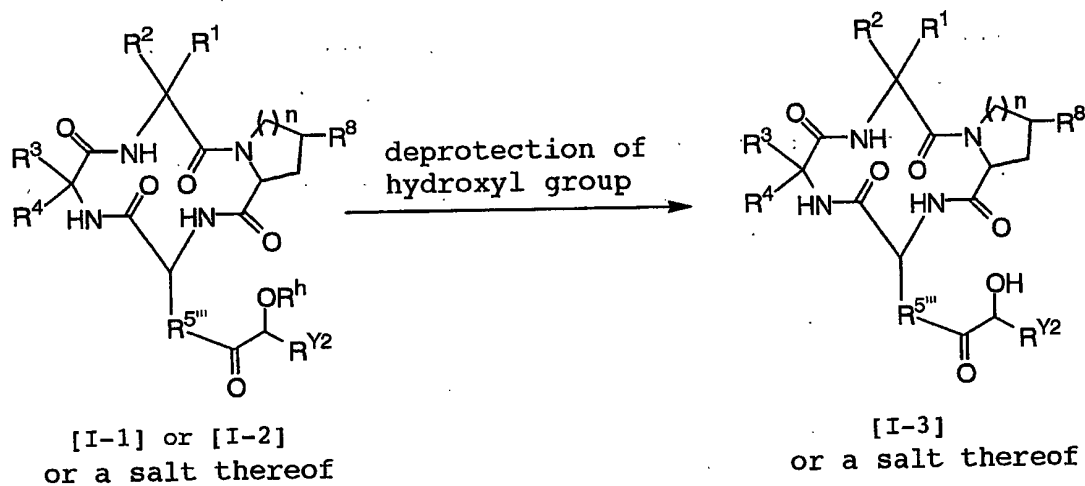 R² R¹
O NH O N ( )n R⁸
R³ R⁴ HN O HN O
ORʰ
R⁵''' Rʸ²
O
[I-1] or [I-2]
or a salt thereof
deprotection of
hydroxyl group
R² R¹
O NH O N ( )n R⁸
R³ R⁴ HN O HN O
OH
R⁵''' Rʸ²
O
[I-3]
or a salt thereof